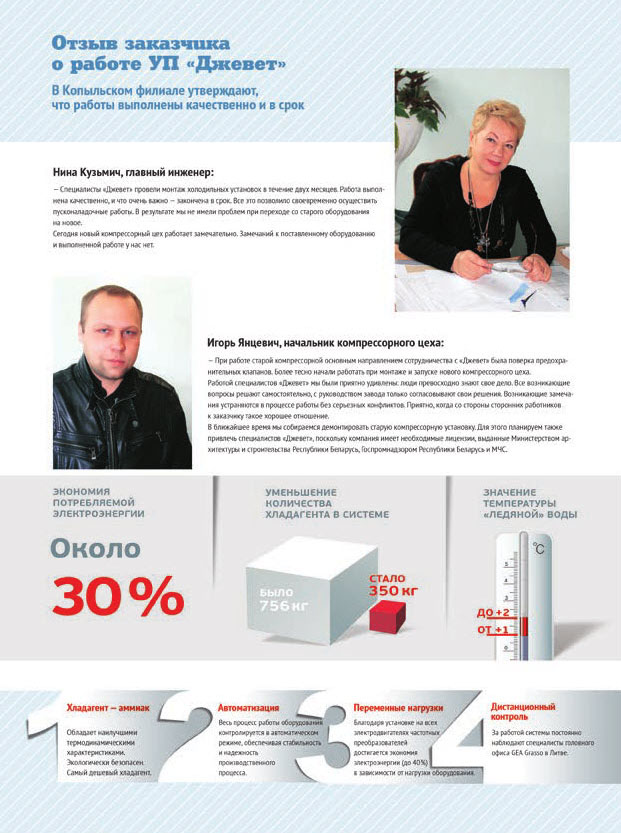 Отзыв заказчика
о работе УП «Джевет»
В Копыльском филиале утверждают,
что работы выполнены качественно и в срок
Нина Кузьмич, главный инженер:
— Специалисты «Джевет» провели монтаж холодильных установок в течение двух месяцев. Работа выпол-
нена качественно, и что очень важно — закончена в срок. Все это позволило своевременно осуществить
пусконаладочные работы. В результате мы не имели проблем при переходе со старого оборудования
на новое.
Сегодня новый компрессорный цех работает замечательно. Замечаний к поставленному оборудованию
и выполненной работе у нас нет.
Игорь Янцевич, начальник компрессорного цеха:
— При работе старой компрессорной основным направлением сотрудничества с «Джевет» была поверка предохра-
нительных клапанов. Более тесно начали работать при монтаже и запуске нового компрессорного цеха.
Работой специалистов «Джевет» мы были приятно удивлены: люди превосходно знают свое дело. Все возникающие
вопросы решают самостоятельно, с руководством завода только согласовывают свои решения. Возникающие замеча-
ния устраняются в процессе работы без серьезных конфликтов. Приятно, когда со стороны сторонних работников
к заказчику такое хорошее отношение.
В ближайшее время мы собираемся демонтировать старую компрессорную установку. Для этого планируем также
привлечь специалистов «Джевет», поскольку компания имеет необходимые лицензии, выданные Министерством ар-
хитектуры и строительства Республики Беларусь, Госпромнадзором Республики Беларусь и МЧС.
ЭКОНОМИЯ
ПОТРЕБЛЯЕМОЙ
ЭЛЕКТРОЭНЕРГИИ
Около
30%
УМЕНЬШЕНИЕ
КОЛИЧЕСТВА
ХЛАДАГЕНТА В СИСТЕМЕ
БЫЛО
756 кг
СТАЛО
350 кг
ЗНАЧЕНИЕ
ТЕМПЕРАТУРЫ
«ЛЕДЯНОЙ» ВОДЫ
°C
ДО +2
ОТ +1
1
Хладагент — аммиак
Обладает наилучшими
термодинамическими
характеристиками.
Экологически безопасен.
Самый дешевый хладагент.
2
Автоматизация
Весь процесс работы оборудования
контролируется в автоматическом
режиме, обеспечивая стабильность
и надежность
производственного
процесса.
3
Переменные нагрузки
Благодаря установке на всех
электродвигателях частотных
преобразователей
достигается экономия
электроэнергии (до 40%)
в зависимости от нагрузки оборудования.
4
Дистанционный
контроль
За работой системы постоянно
наблюдают специалисты головного
офиса GEA Grasso в Литве.